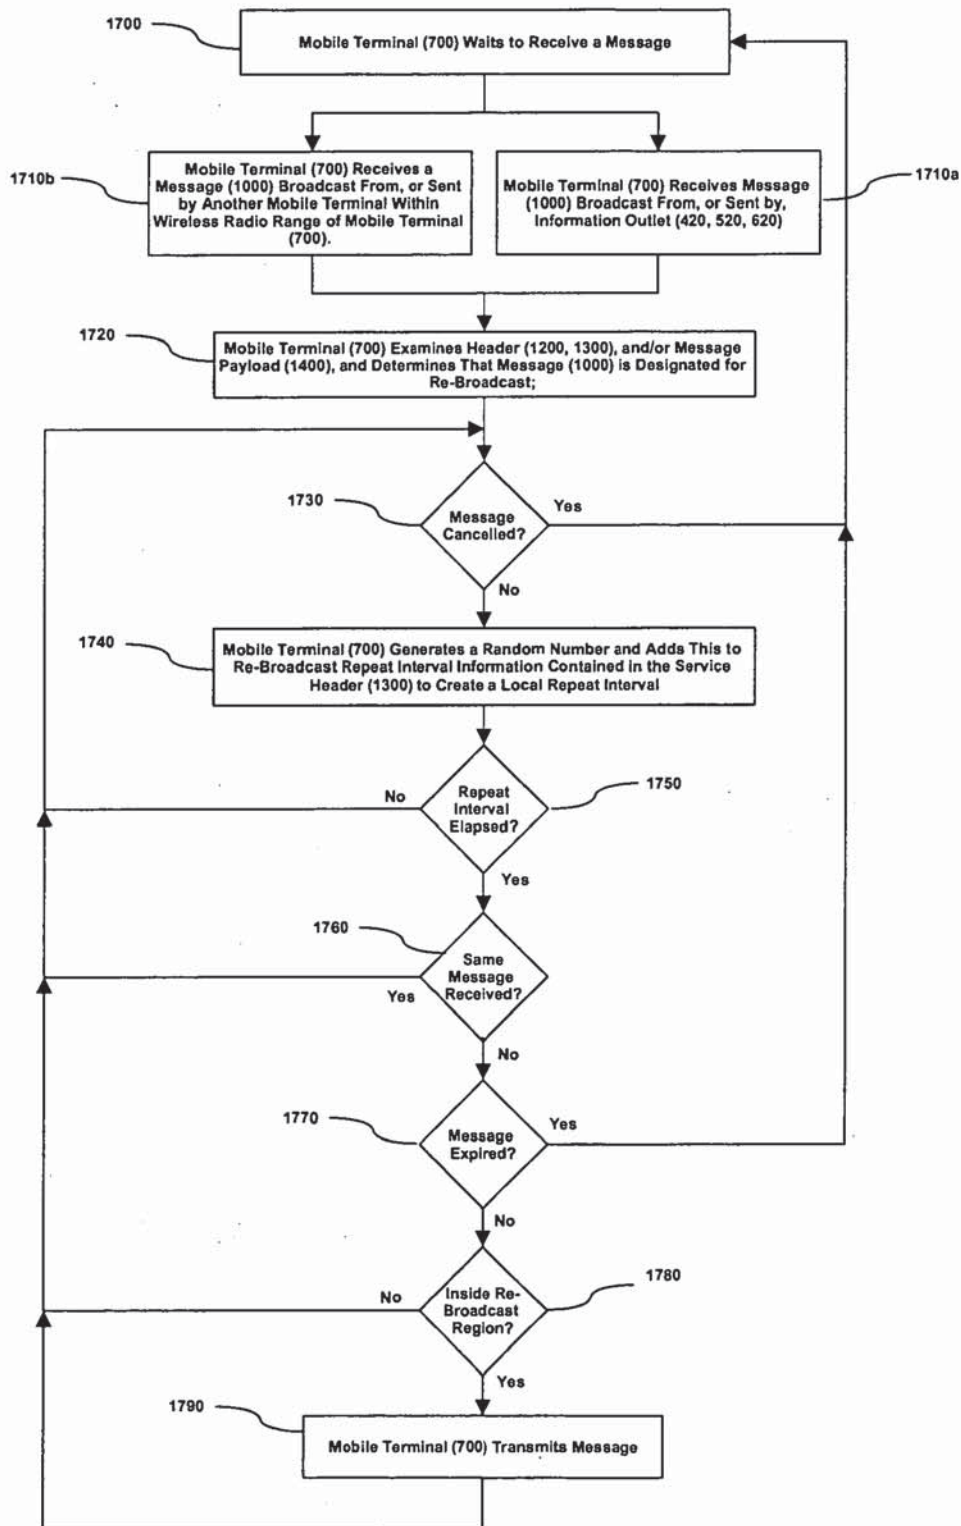 1700
Mobile Terminal (700) Waits to Receive a Message
1710b
Mobile Terminal (700) Receives a
Message (1000) Broadcast From, or Sent
by Another Mobile Terminal Within
Wireless Radio Range of Mobile Terminal
(700).
Mobile Terminal (700) Receives Message
(1000) Broadcast From, or Sent by,
Information Outlet (420, 520, 620)
1710a
1720
Mobile Terminal (700) Examines Header (1200, 1300), and/or Message
Payload (1400), and Determines That Message (1000) is Designated for
Re-Broadcast;
1730
Message
Cancelled?
Yes
No
1740
Mobile Terminal (700) Generates a Random Number and Adds This to
Re-Broadcast Repeat Interval Information Contained in the Service
Header (1300) to Create a Local Repeat Interval
No
Repeat
Interval
Elapsed?
1750
Yes
1760
Same
Message
Received?
Yes
No
1770
Message
Expired?
Yes
No
No
Inside Re-
Broadcast
Region?
1780
Yes
1790
Mobile Terminal (700) Transmits Message